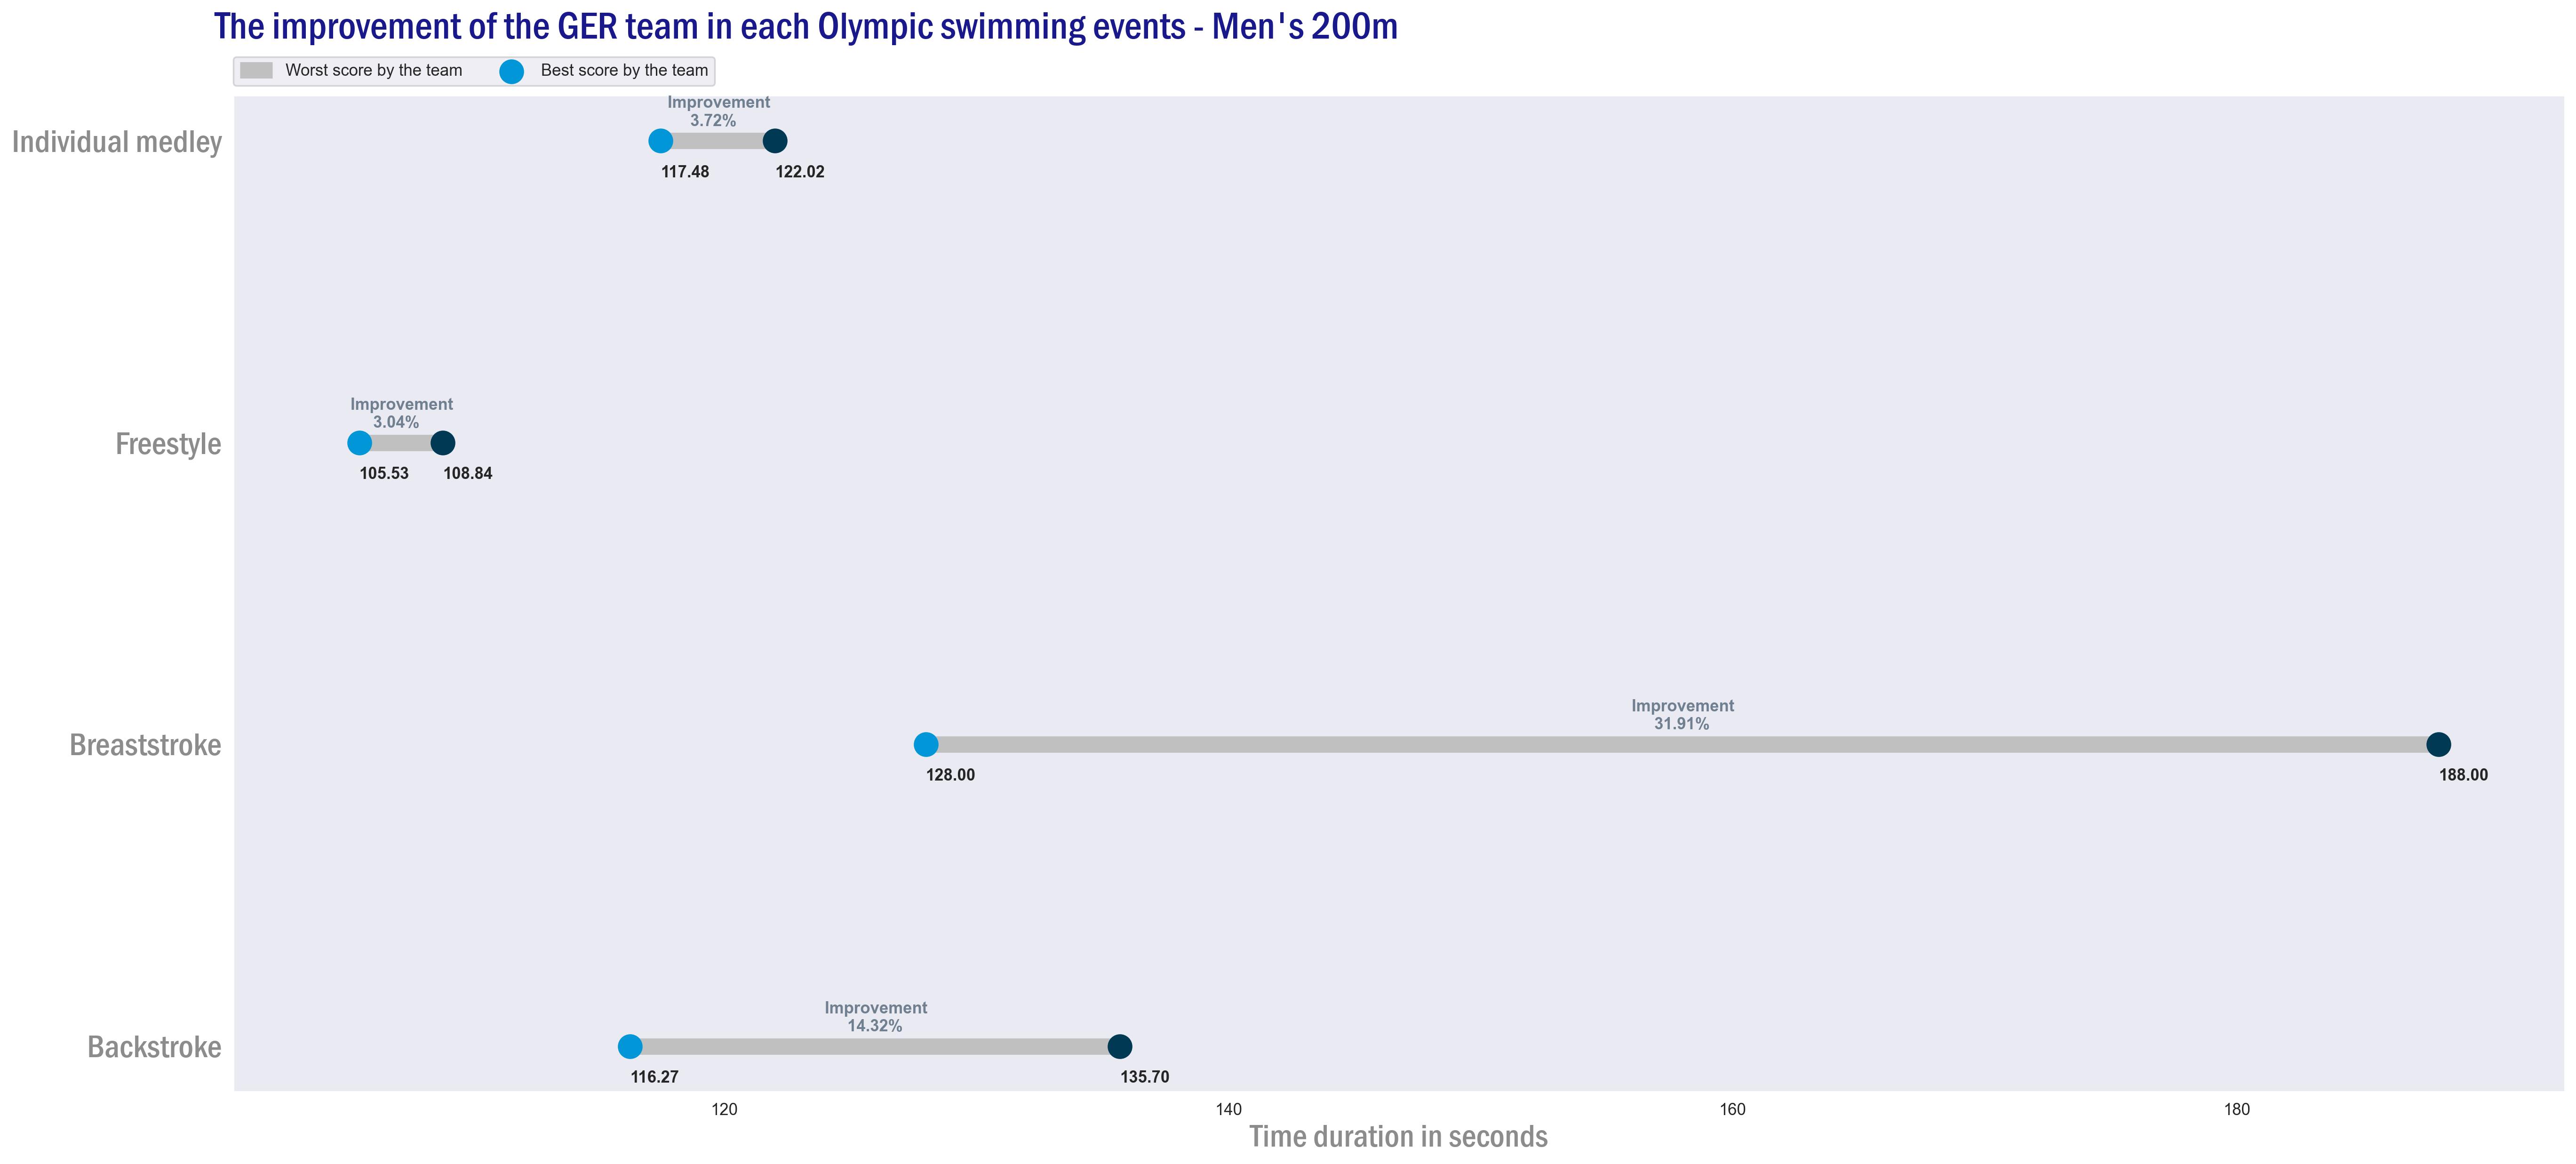 The improvement of the GER team in each Olympic swimming events - Men's 200m
Worst score by the team
Best score by the team
Individual medley
Improvement
3.72%
117.48
122.02
Freestyle
Improvement
3.04%
105.53
108.84
Breaststroke
Improvement
31.91%
128.00
188.00
Backstroke
Improvement
14.32%
116.27
135.70
120
140
160
180
Time duration in seconds